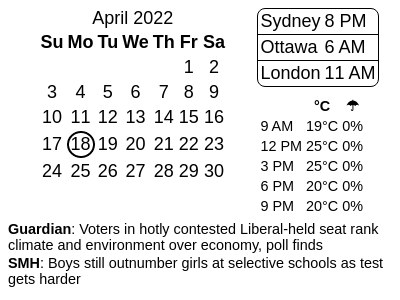 April 2022
Su Mo Tu We Th Fr Sa
1 2
3 4 5 6 7 8 9
10 11 12 13 14 15 16
17 18 19 20 21 22 23
24 25 26 27 28 29 30
Sydney 8 PM
Ottawa 6 AM
London 11 AM
°C ☂
9 AM 19°C 0%
12 PM 25°C 0%
3 PM 25°C 0%
6 PM 20°C 0%
9 PM 20°C 0%
Guardian: Voters in hotly contested Liberal-held seat rank
climate and environment over economy, poll finds
SMH: Boys still outnumber girls at selective schools as test
gets harder